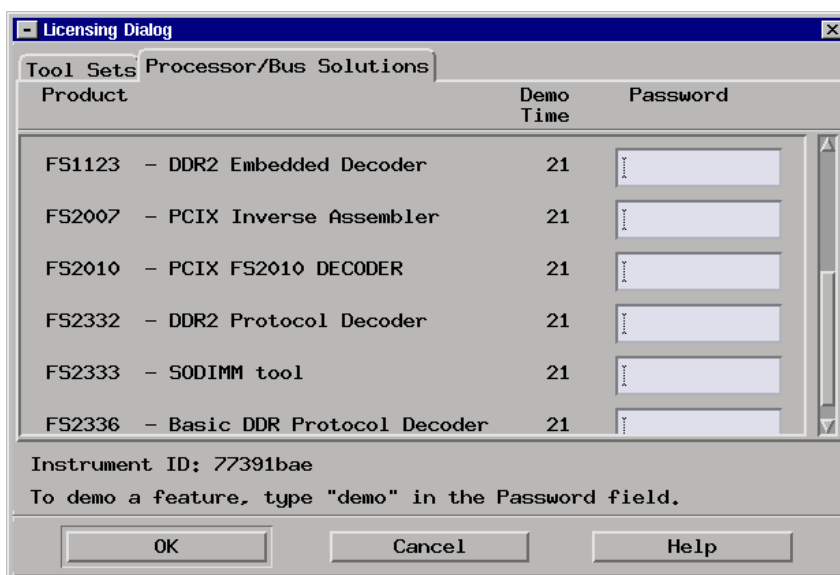 Licensing Dialog
Tool Sets Processor/Bus Solutions
Product Demo Time Password
FS1123 - DDR2 Embedded Decoder 21
FS2007 - PCIX Inverse Assembler 21
FS2010 - PCIX FS2010 DECODER 21
FS2332 - DDR2 Protocol Decoder 21
FS2333 - SODIMM tool 21
FS2336 - Basic DDR Protocol Decoder 21
Instrument ID: 77391bae
To demo a feature, type "demo" in the Password field.
OK Cancel Help